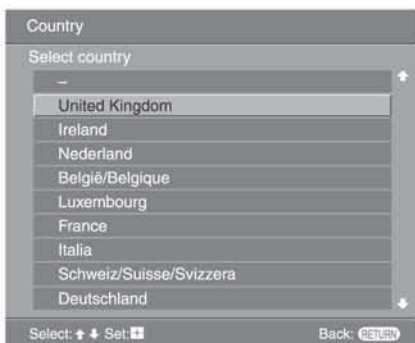 Country
Select country
–
United Kingdom
Ireland
Nederland
België/Belgique
Luxembourg
France
Italia
Schweiz/Suisse/Svizzera
Deutschland
Select: Set: Back: RETURN